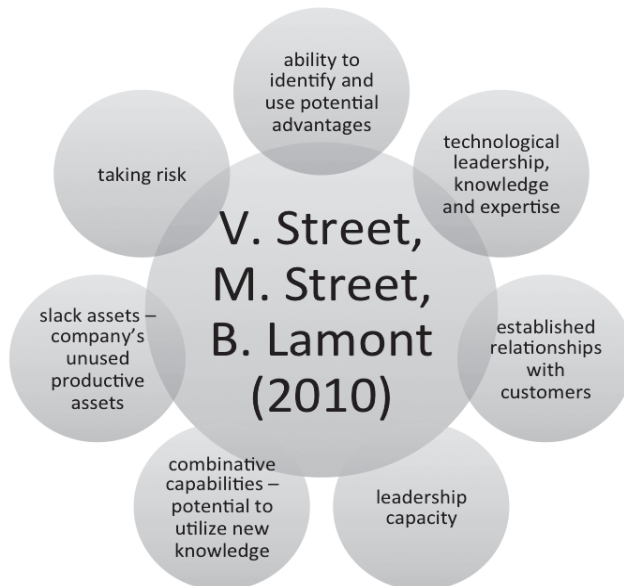 ability to
identify and
use potential
advantages
technological
leadership,
knowledge
and expertise
established
relationships
with
customers
leadership
capacity
combinative
capabilities –
potential to
utilize new
knowledge
slack assets –
company's
unused
productive
assets
taking risk
V. Street,
M. Street,
B. Lamont
(2010)